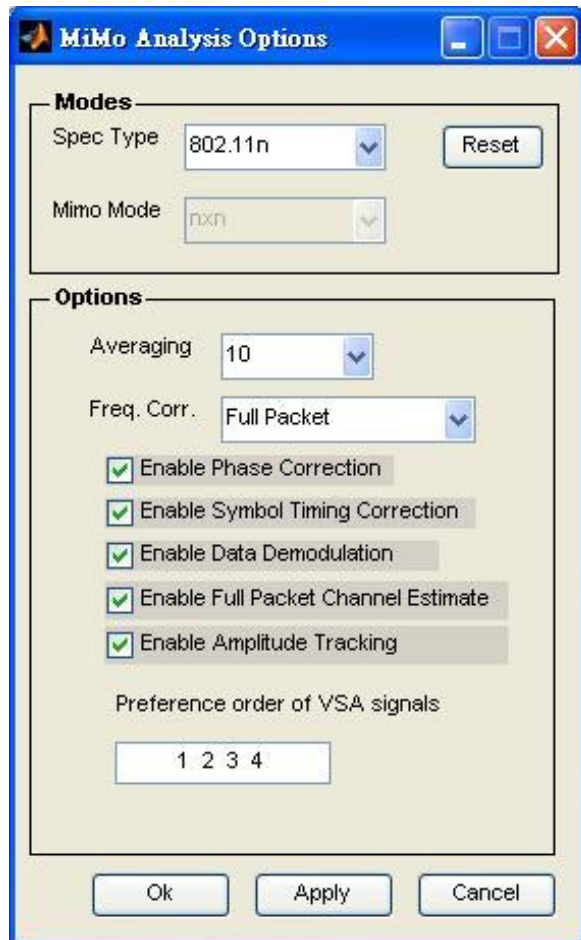 MiMo Analysis Options
Modes
Spec Type 802.11n Reset
Mimo Mode nxn
Options
Averaging 10
Freq. Corr. Full Packet
Enable Phase Correction
Enable Symbol Timing Correction
Enable Data Demodulation
Enable Full Packet Channel Estimate
Enable Amplitude Tracking
Preference order of VSA signals
1 2 3 4
Ok Apply Cancel